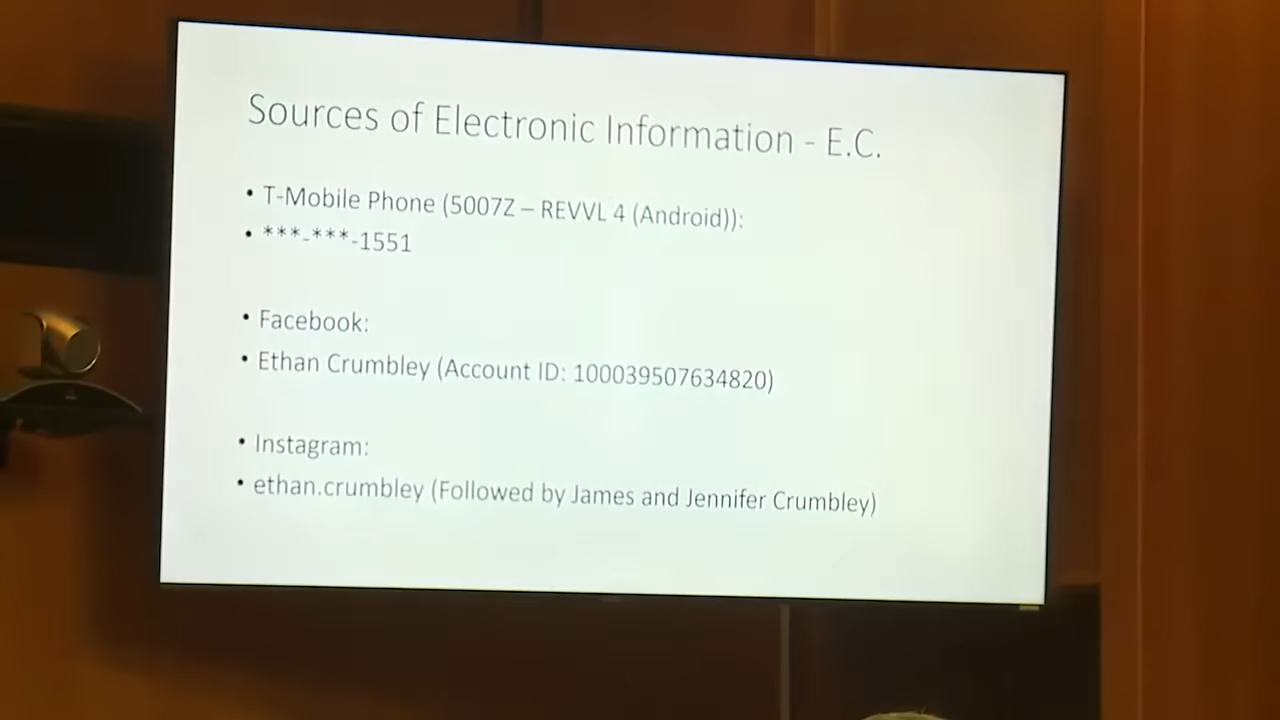 Sources of Electronic Information - E.C.
• T-Mobile Phone (5007Z – REVVL 4 (Android)):
• ***-***-1551
• Facebook:
• Ethan Crumbley (Account ID: 100039507634820)
• Instagram:
• ethan.crumbley (Followed by James and Jennifer Crumbley)